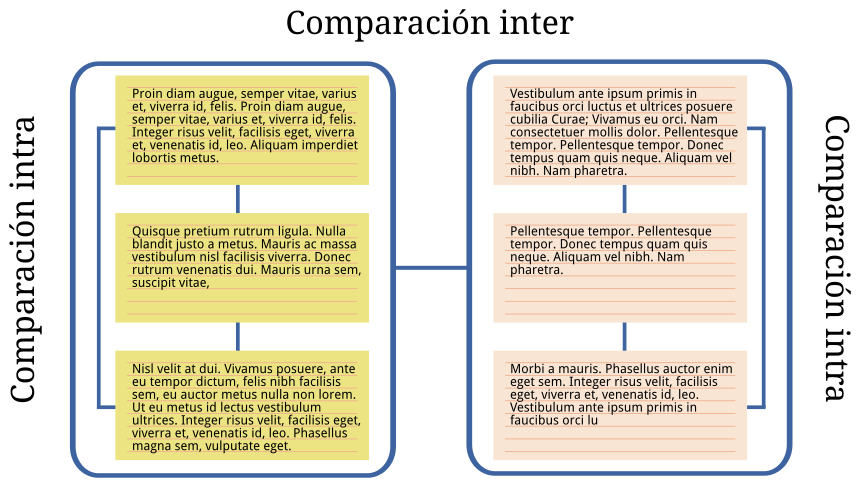 Comparación inter
Comparación intra
Proin diam augue, semper vitae, varius
et, viverra id, felis. Proin diam augue,
semper vitae, varius et, viverra id, felis.
Integer risus velit, facilisis eget, viverra
et, venenatis id, leo. Aliquam imperdiet
lobortis metus.
Quisque pretium rutrum ligula. Nulla
blandit justo a metus. Mauris ac massa
vestibulum nisl facilisis viverra. Donec
rutrum venenatis dui. Mauris urna sem,
suscipit vitae,
Nisl velit at dui. Vivamus posuere, ante
eu tempor dictum, felis nibh facilisis
sem, eu auctor metus nulla non lorem.
Ut eu metus id lectus vestibulum
ultrices. Integer risus velit, facilisis eget,
viverra et, venenatis id, leo. Phasellus
magna sem, vulputate eget.
Vestibulum ante ipsum primis in
faucibus orci luctus et ultrices posuere
cubilia Curae; Vivamus eu orci. Nam
consectetuer mollis dolor. Pellentesque
tempor. Pellentesque tempor. Donec
tempus quam quis neque. Aliquam vel
nibh. Nam pharetra.
Pellentesque tempor. Pellentesque
tempor. Donec tempus quam quis
neque. Aliquam vel nibh. Nam
pharetra.
Morbi a mauris. Phasellus auctor enim
eget sem. Integer risus velit, facilisis
eget, viverra et, venenatis id, leo.
Vestibulum ante ipsum primis in
faucibus orci lu
Comparación intra